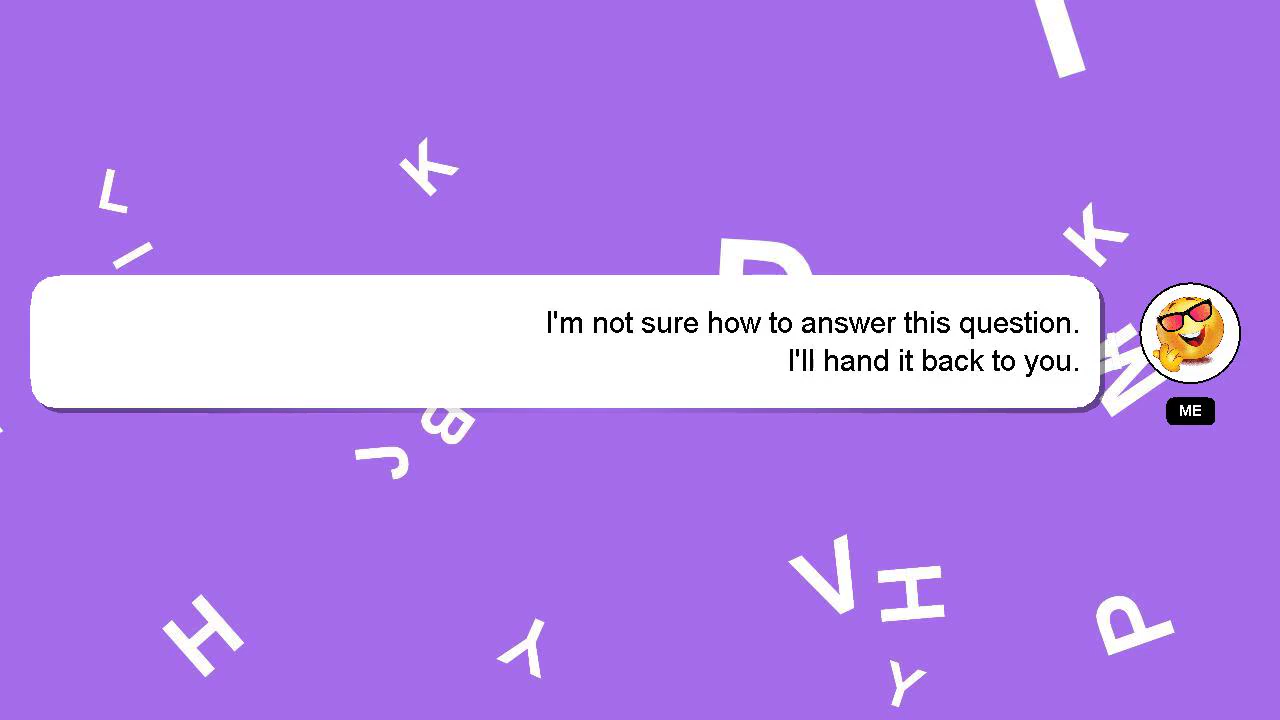 I
K
L
K
I
D
I'm not sure how to answer this question.
I'll hand it back to you.
M
ME
B
J
V
H
H
P
Y
Y